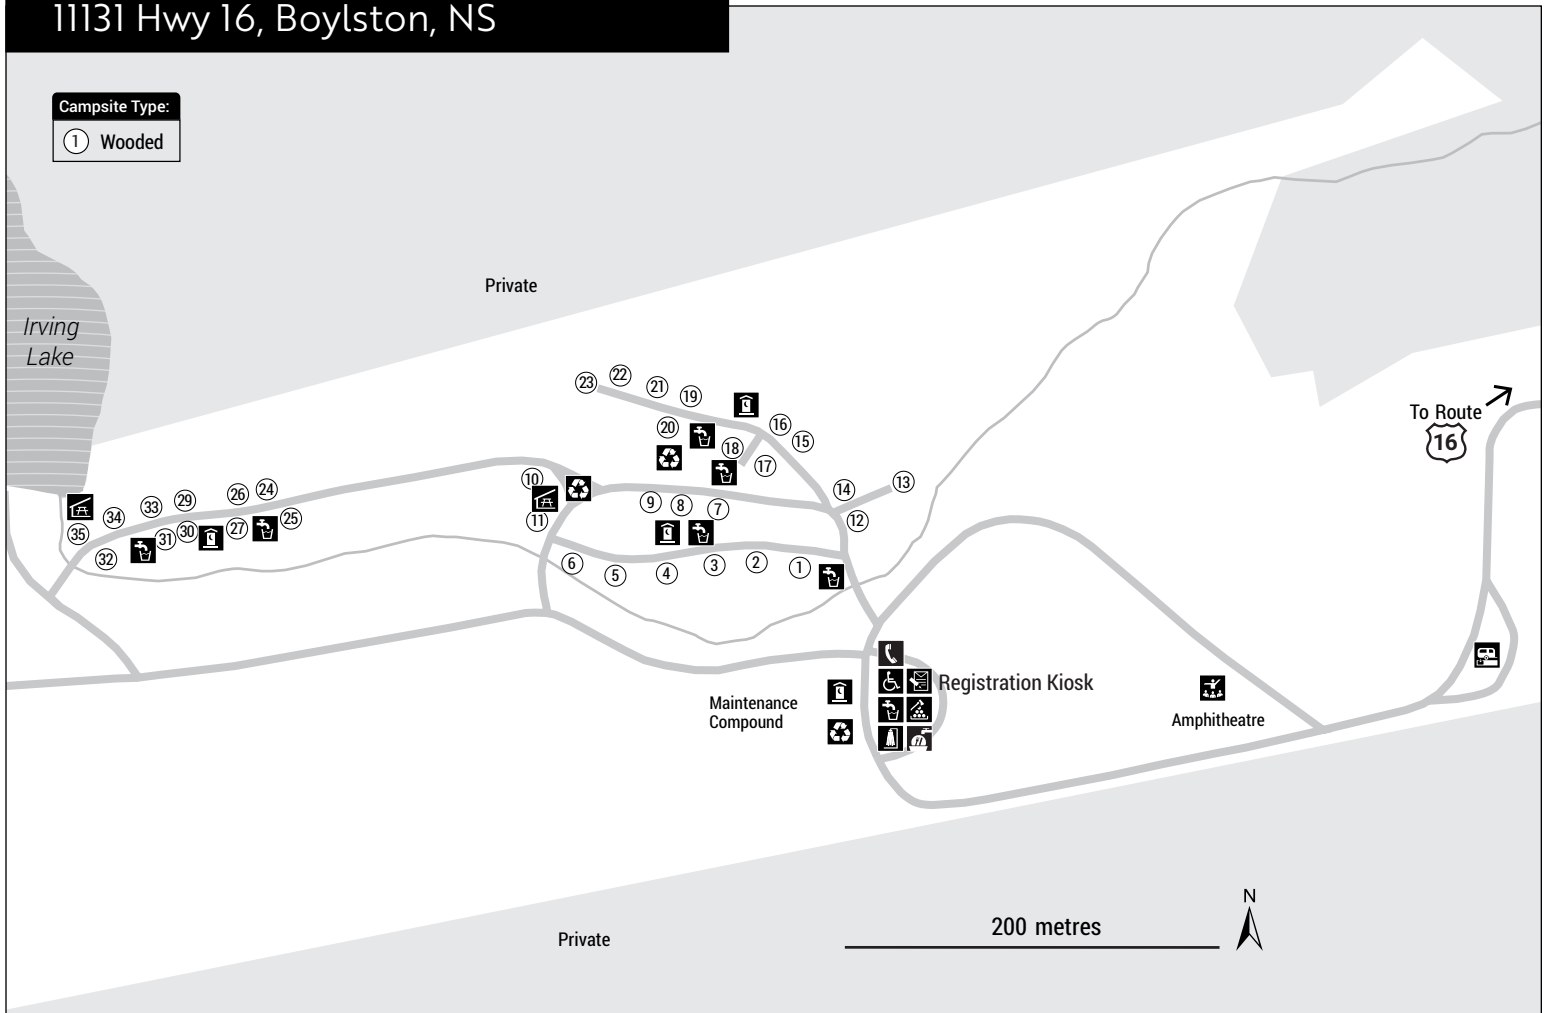 11131 Hwy 16, Boylston, NS
Campsite Type:
1 Wooded
Private
Irving
Lake
To Route
16
23
22
21
19
20
18
17
16
15
14
13
12
10
11
9
8
7
6
5
4
3
2
1
24
26
29
33
34
35
32
31
30
27
25
Registration Kiosk
Maintenance
Compound
Amphitheatre
Private
200 metres
N